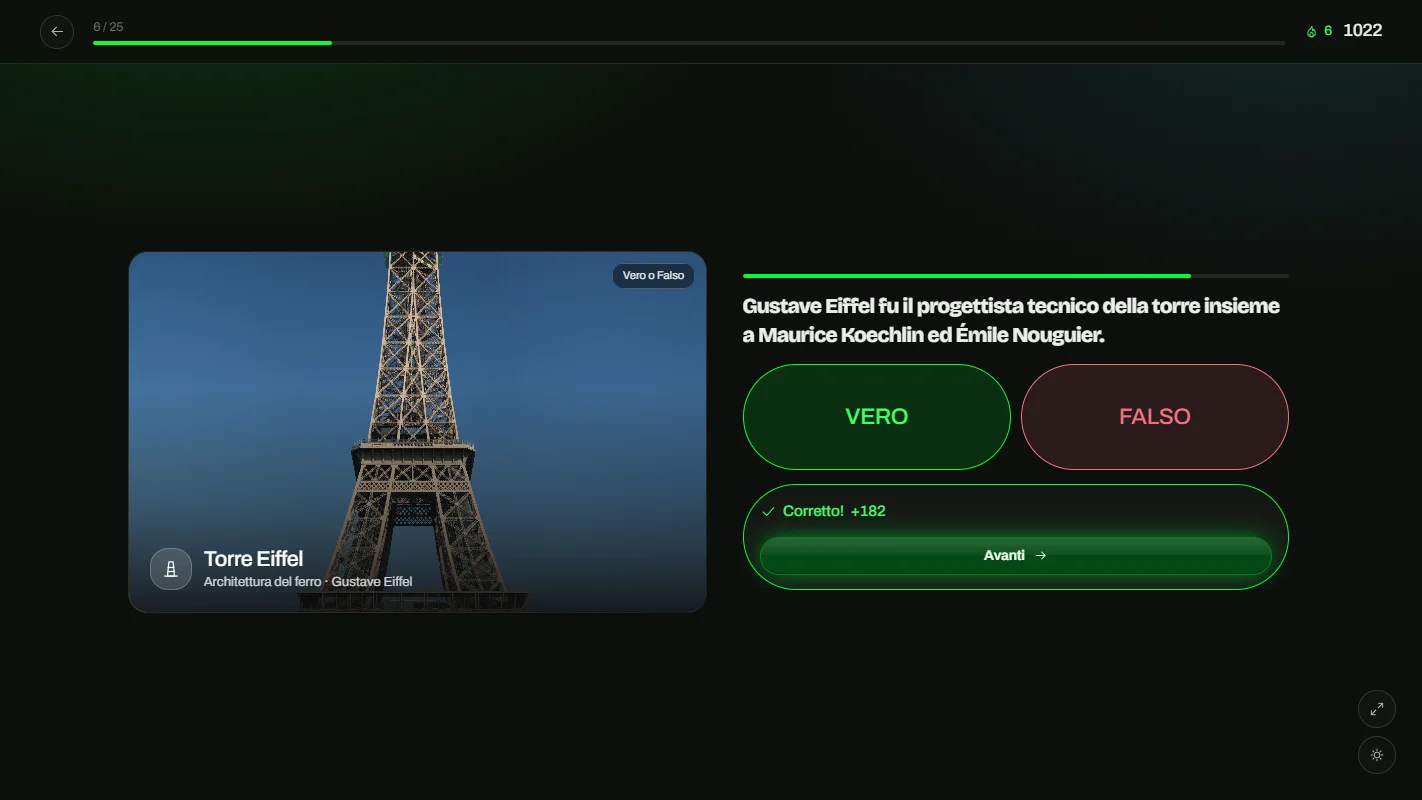 6 / 25
6 1022
Vero o Falso
Torre Eiffel
Architettura del ferro · Gustave Eiffel
Gustave Eiffel fu il progettista tecnico della torre insieme
a Maurice Koechlin ed Émile Nouguier.
VERO
FALSO
Corretto! +182
Avanti